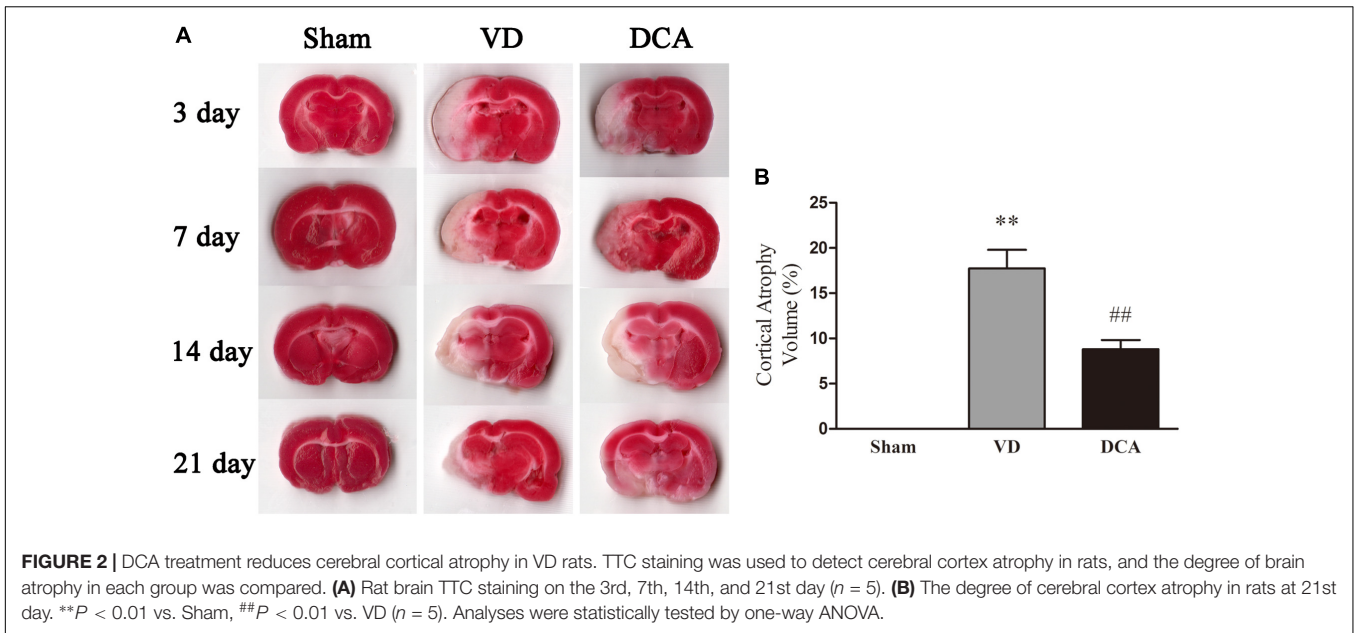 A
Sham VD DCA
3 day
7 day
14 day
21 day
B
Cortical Atrophy
Volume (%)
25
20
15
10
5
0
**
##
Sham VD DCA
FIGURE 2 | DCA treatment reduces cerebral cortical atrophy in VD rats. TTC staining was used to detect cerebral cortex atrophy in rats, and the degree of brain
atrophy in each group was compared. (A) Rat brain TTC staining on the 3rd, 7th, 14th, and 21st day (n = 5). (B) The degree of cerebral cortex atrophy in rats at 21st
day. **P < 0.01 vs. Sham, ##P < 0.01 vs. VD (n = 5). Analyses were statistically tested by one-way ANOVA.